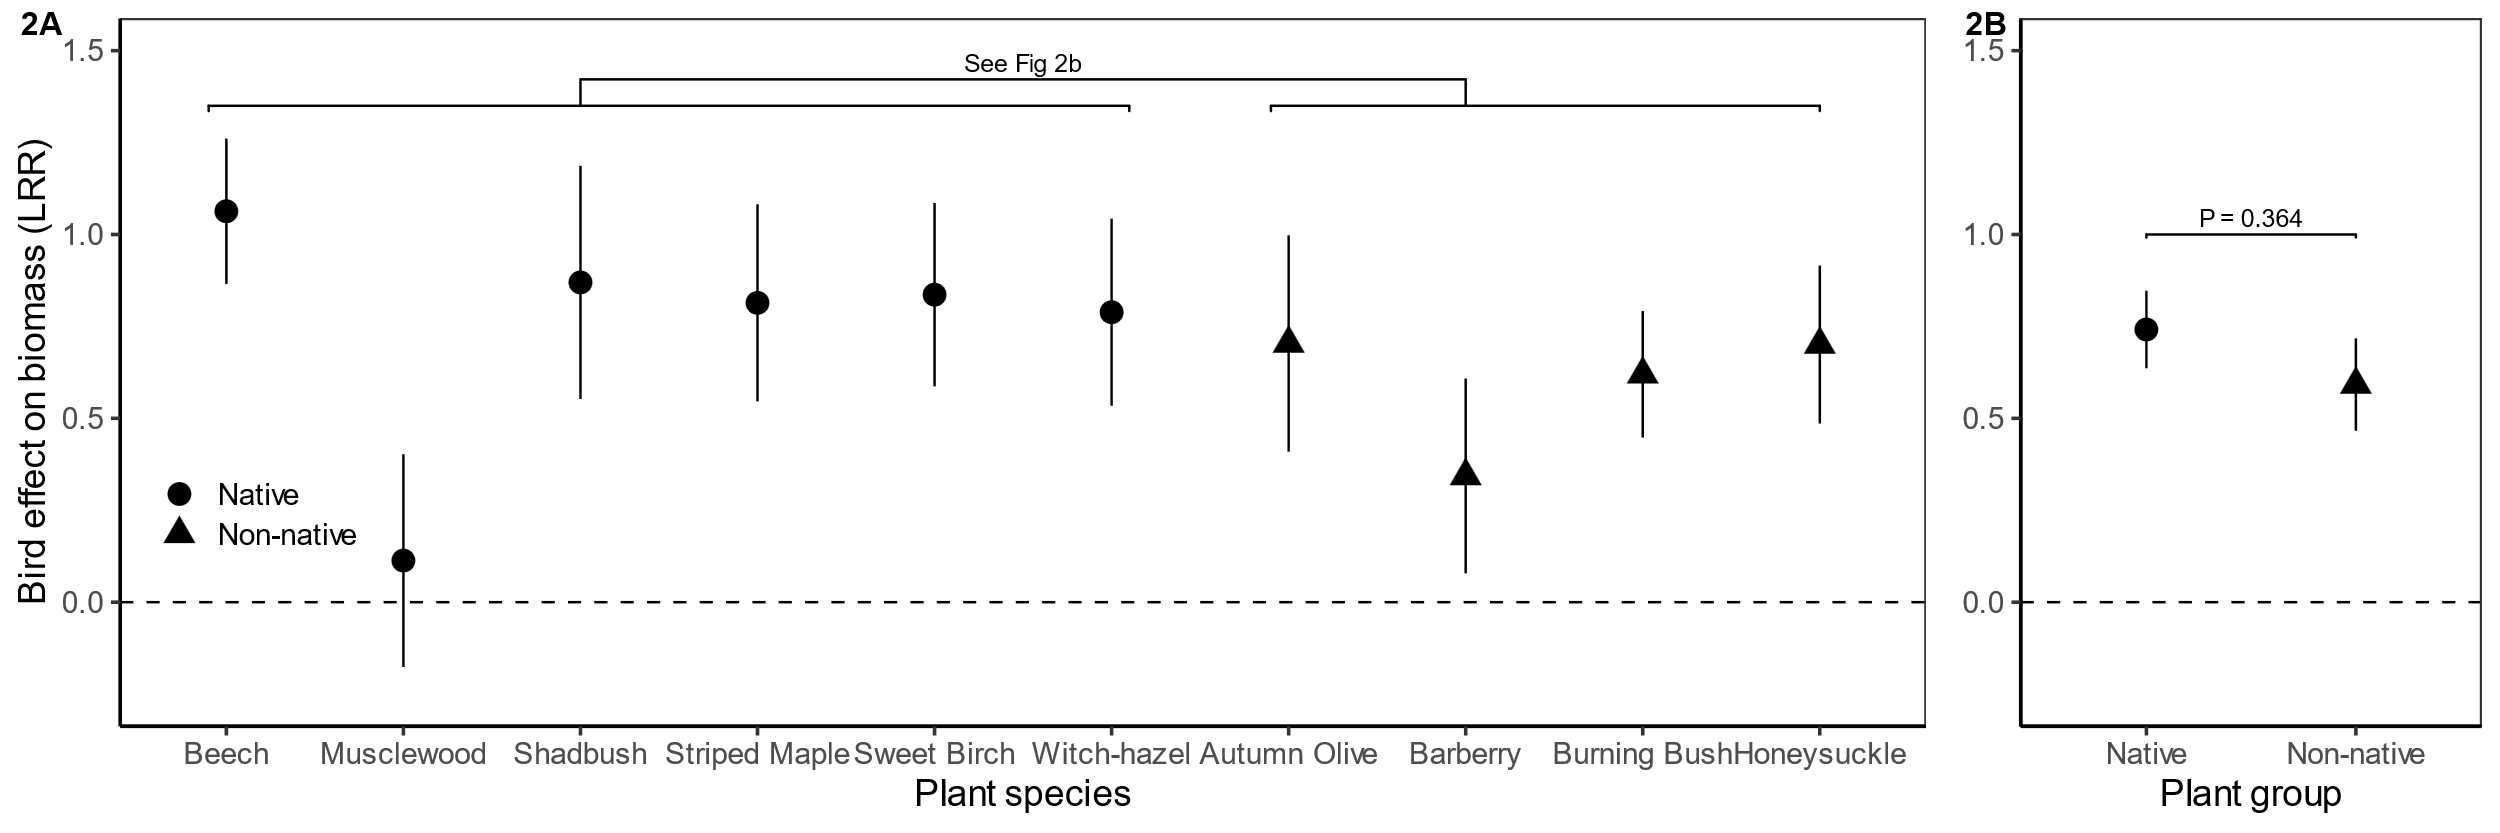 2A
1.5
1.0
0.5
0.0
Bird effect on biomass (LRR)
See Fig 2b
Native
Non-native
Beech
Musclewood
Shadbush
Striped Maple
Sweet Birch
Witch-hazel
Autumn Olive
Barberry
Burning Bush
Honeysuckle
Plant species
2B
1.5
1.0
0.5
0.0
P = 0.364
Native
Non-native
Plant group